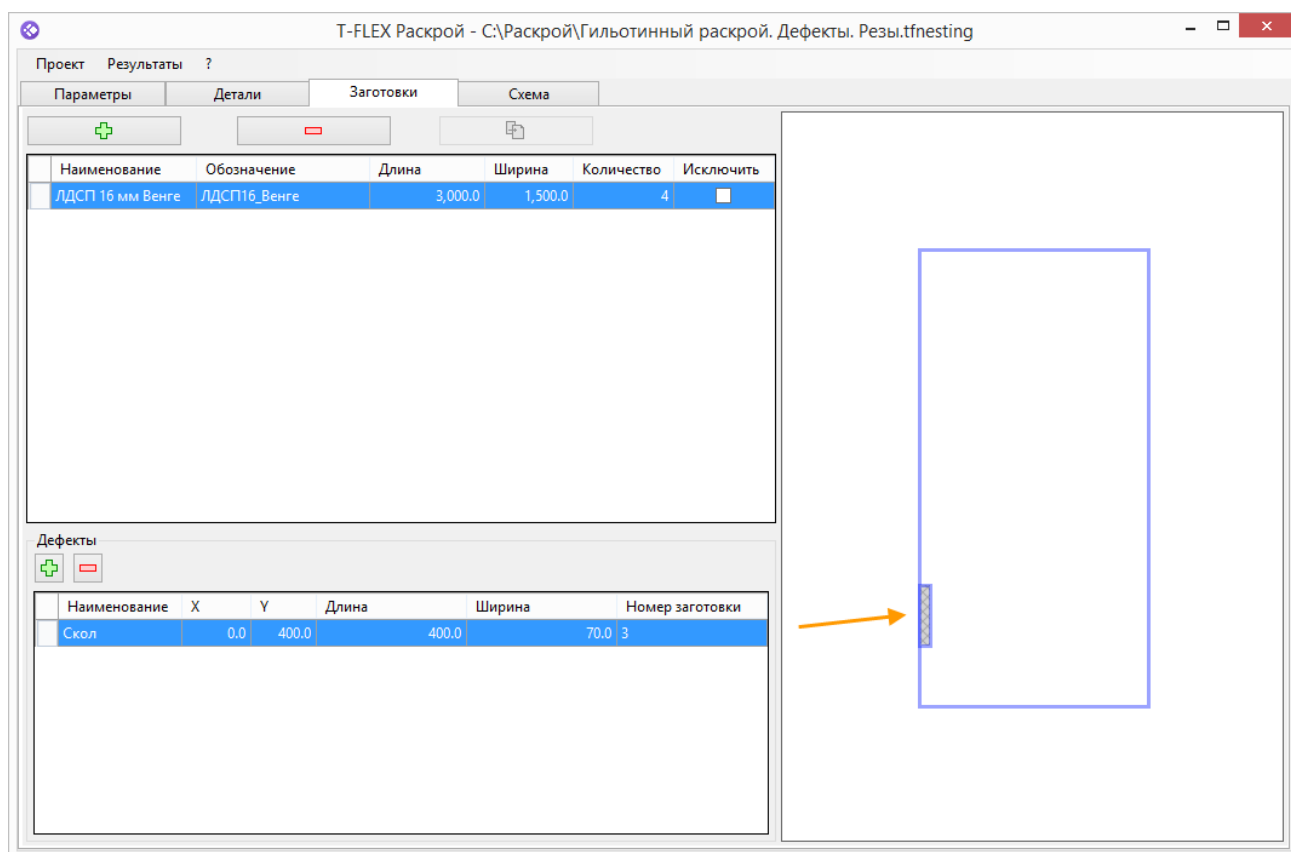 T-FLEX Раскрой - C:\Раскрой\Гильотинный раскрой. Дефекты. Резы.tfnesting
Проект Результаты ?
Параметры Детали Заготовки Схема
Наименование Обозначение Длина Ширина Количество Исключить
ЛДСП 16 мм Венге ЛДСП16_Венге 3,000.0 1,500.0 4
Дефекты
Наименование X Y Длина Ширина Номер заготовки
Скол 0.0 400.0 400.0 70.0 3